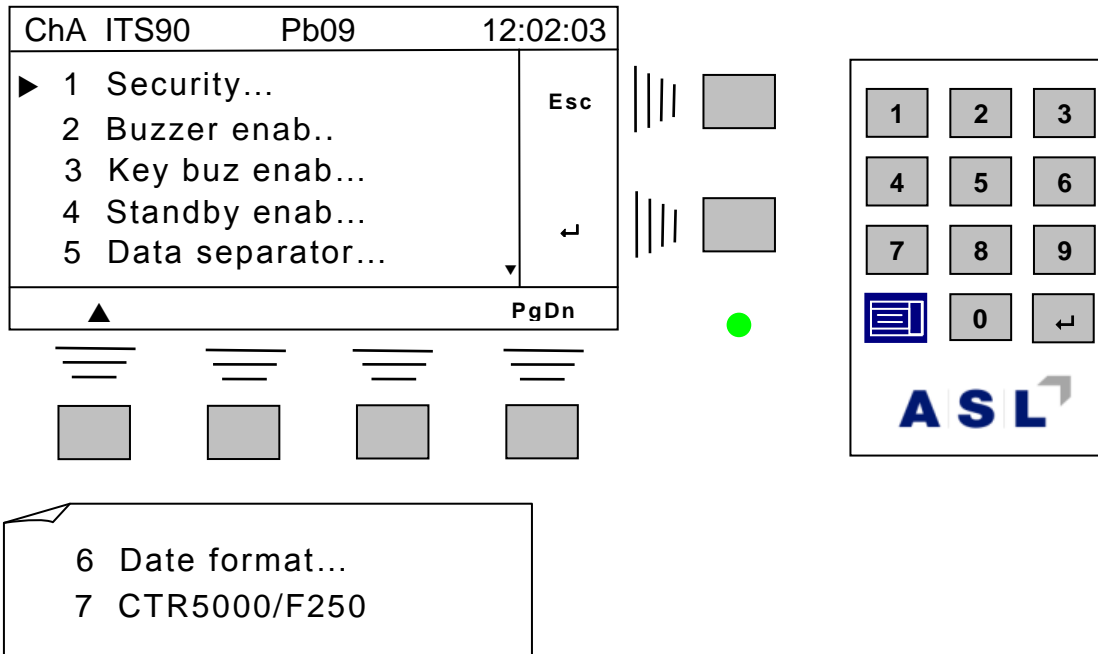 ChA ITS90 Pb09 12:02:03
▶ 1 Security...
2 Buzzer enab..
3 Key buz enab...
4 Standby enab...
5 Data separator...
▼
Esc
↵
▲ PgDn
1 2 3
4 5 6
7 8 9
0 ↵
ASL
6 Date format...
7 CTR5000/F250